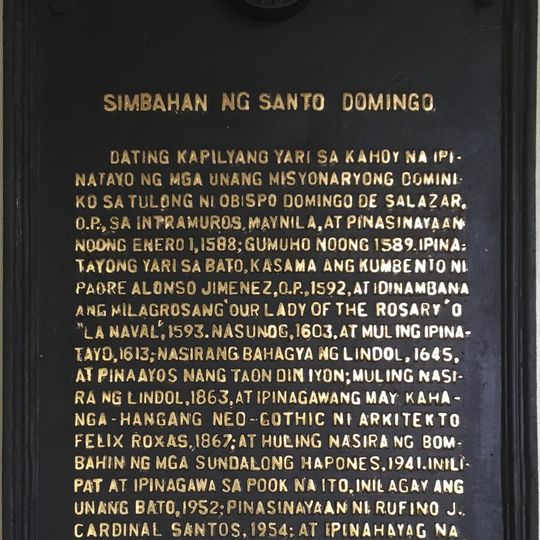 SIMBAHAN NG SANTO DOMINGO
DATING KAPILYANG YARI SA KAHOY NA IPI-
NATAYO NG MGA UNANG MISYONARYONG DOMINI-
KO SA TULONG NI OBISPO DOMINGO DE SALAZAR,
O.P., SA INTRAMUROS, MAYNILA, AT PINASINAYAAN
NOONG ENERO 1, 1588; GUMUHO NOONG 1589. IPINA-
TAYONG YARI SA BATO, KASAMA ANG KUMBENTO NI
PADRE ALONSO JIMENEZ, O.P., 1592, AT IDINAMBANA
ANG MILAGROSANG "OUR LADY OF THE ROSARY" O
"LA NAVAL", 1593. NASUNOG, 1603, AT MULING IPINA-
TAYO, 1613; NASIRANG BAHAGYA NG LINDOL, 1645,
AT PINAAYOS NANG TAON DIN IYON; MULING NASI-
RA NG LINDOL, 1863, AT IPINAGAWANG MAY KAHA-
NGA-HANGANG NEO-GOTHIC NI ARKITEKTO
FELIX ROXAS, 1867; AT HULING NASIRA NG BOM-
BAHIN NG MGA SUNDALONG HAPONES, 1941. INILI-
PAT AT IPINAGAWA SA POOK NA ITO, INILAGAY ANG
UNANG BATO, 1952; PINASINAYAAN NI RUFINO J.
CARDINAL SANTOS, 1954; AT IPINAHAYAG NA